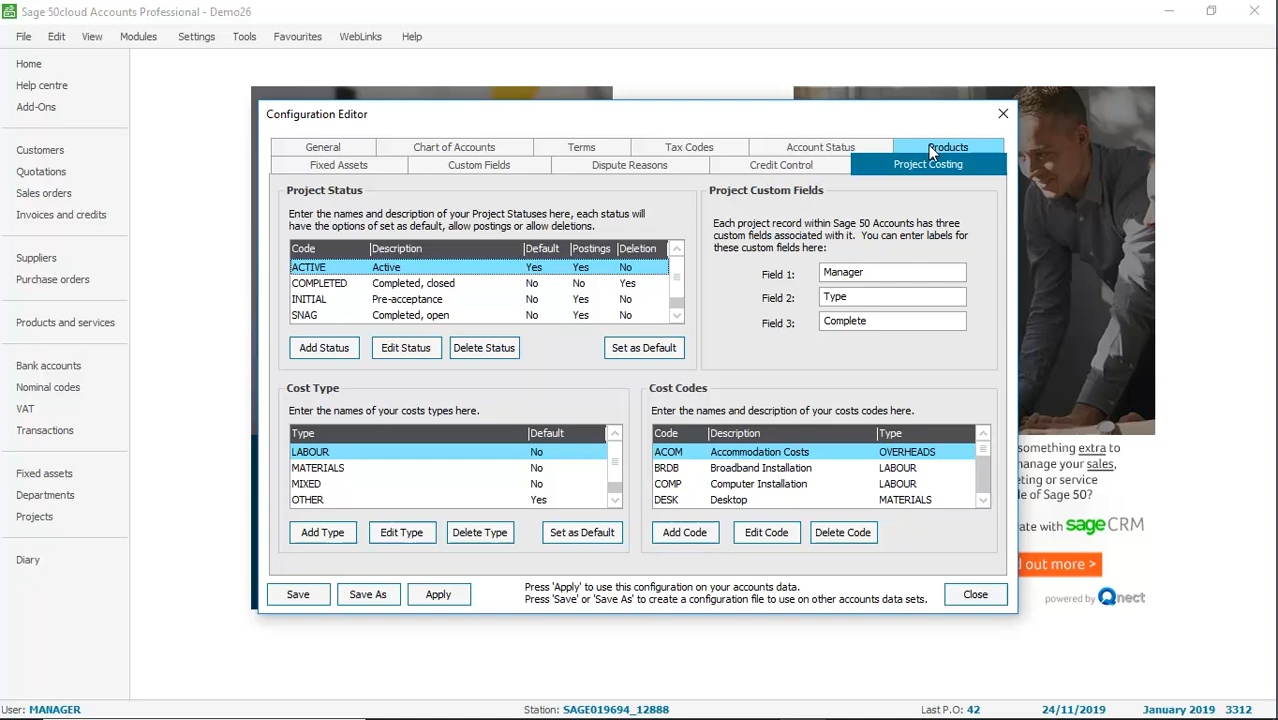 Sage 50cloud Accounts Professional - Demo26
File Edit View Modules Settings Tools Favourites WebLinks Help
Home
Help centre
Add-Ons
Customers
Quotations
Sales orders
Invoices and credits
Suppliers
Purchase orders
Products and services
Bank accounts
Nominal codes
VAT
Transactions
Fixed assets
Departments
Projects
Diary
Configuration Editor
General Chart of Accounts Terms Tax Codes Account Status Products
Fixed Assets Custom Fields Dispute Reasons Credit Control Project Costing
Project Status
Enter the names and description of your Project Statuses here, each status will
have the options of set as default, allow postings or allow deletions.
Code Description Default Postings Deletion
ACTIVE Active Yes Yes No
COMPLETED Completed, closed No No Yes
INITIAL Pre-acceptance No Yes No
SNAG Completed, open No Yes No
Add Status Edit Status Delete Status Set as Default
Project Custom Fields
Each project record within Sage 50 Accounts has three
custom fields associated with it. You can enter labels for
these custom fields here:
Field 1: Manager
Field 2: Type
Field 3: Complete
Cost Type
Enter the names of your costs types here.
Type Default
LABOUR No
MATERIALS No
MIXED No
OTHER Yes
Add Type Edit Type Delete Type Set as Default
Cost Codes
Enter the names and description of your costs codes here.
Code Description Type
ACOM Accommodation Costs OVERHEADS
BRDB Broadband Installation LABOUR
COMP Computer Installation LABOUR
DESK Desktop MATERIALS
Add Code Edit Code Delete Code
Save Save As Apply
Press 'Apply' to use this configuration on your accounts data.
Press 'Save' or 'Save As' to create a configuration file to use on other accounts data sets.
Close
something extra to
manage your sales,
eting or service
le of Sage 50?
ate with sage CRM
d out more >
powered by Qnect
User: MANAGER Station: SAGE019694_12888 Last P.O: 42 24/11/2019 January 2019 3312